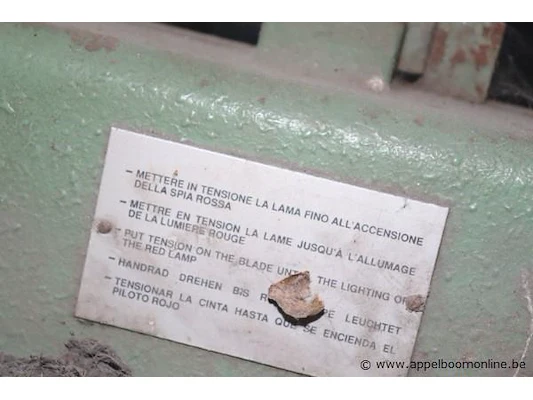 - METTERE IN TENSIONE LA LAMA FINO ALL'ACCENSIONE
DELLA SPIA ROSSA
- METTRE EN TENSION LA LAME JUSQU'A L'ALLUMAGE
DE LA LUMIERE ROUGE
- PUT TENSION ON THE BLADE THE LIGHTING OF
THE RED LAMP
- HANDRAD DREHEN BIS LEUCHTET
- TENSIONAR LA CINTA HASTA QUE SE ENCIENDA EL
PILOTO ROJO
© www.appelboomonline.be